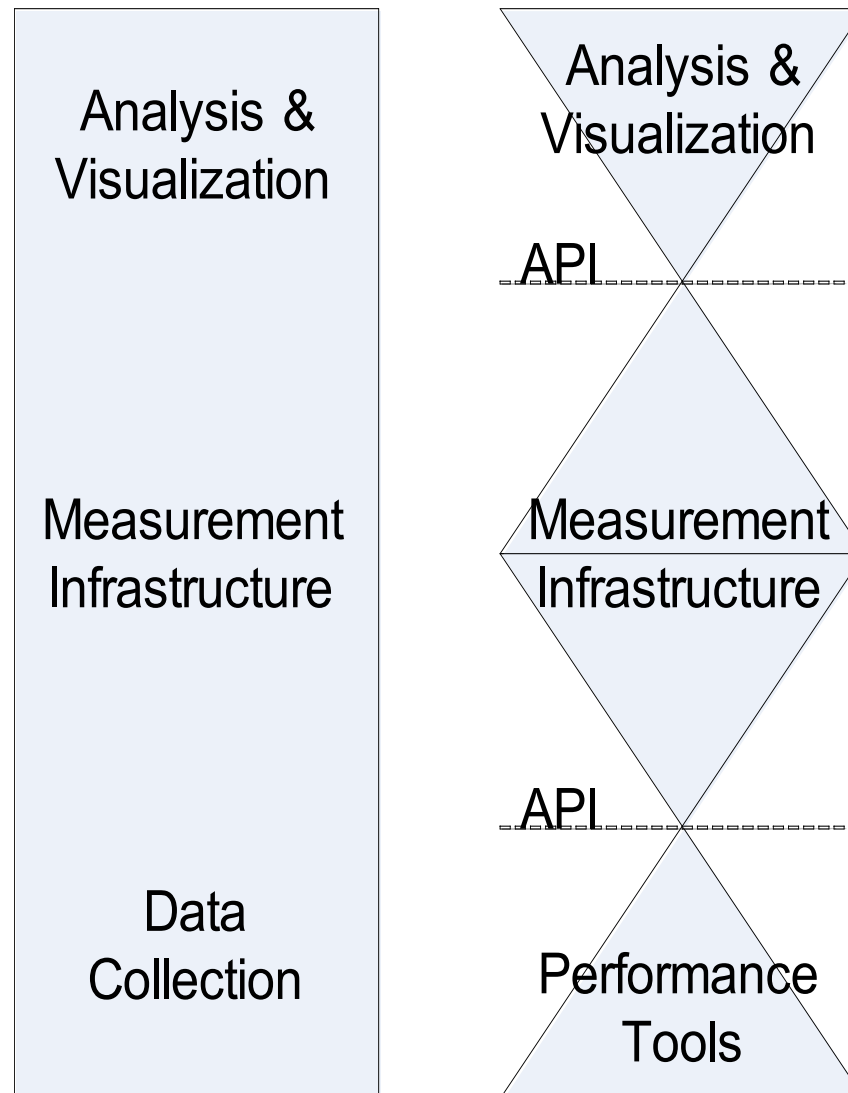 Analysis &
Visualization
Measurement
Infrastructure
Data
Collection
Analysis &
Visualization
API
Measurement
Infrastructure
API
Performance
Tools